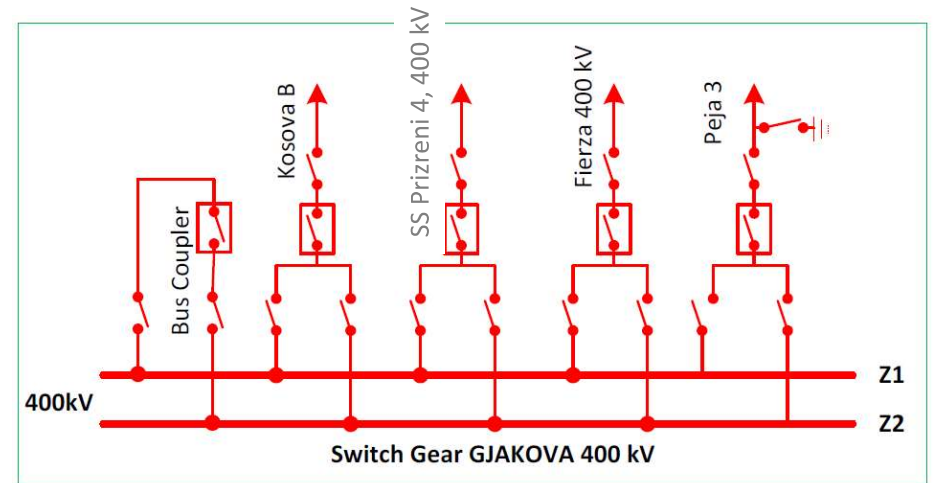 Kosova B
SS Prizreni 4, 400 kV
Fierza 400 kV
Peja 3
Bus Coupler
Z1
400kV
Z2
Switch Gear GJAKOVA 400 kV